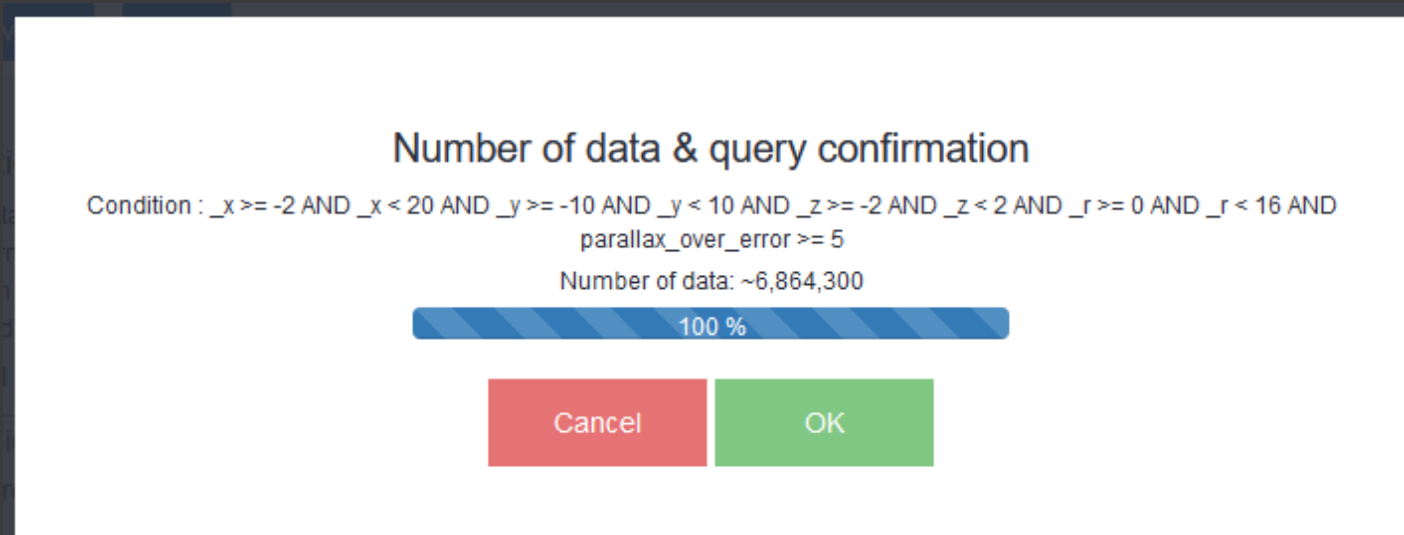 Number of data & query confirmation
Condition : _x >= -2 AND _x < 20 AND _y >= -10 AND _y < 10 AND _z >= -2 AND _z < 2 AND _r >= 0 AND _r < 16 AND
parallax_over_error >= 5
Number of data: ~6,864,300
100 %
Cancel
OK